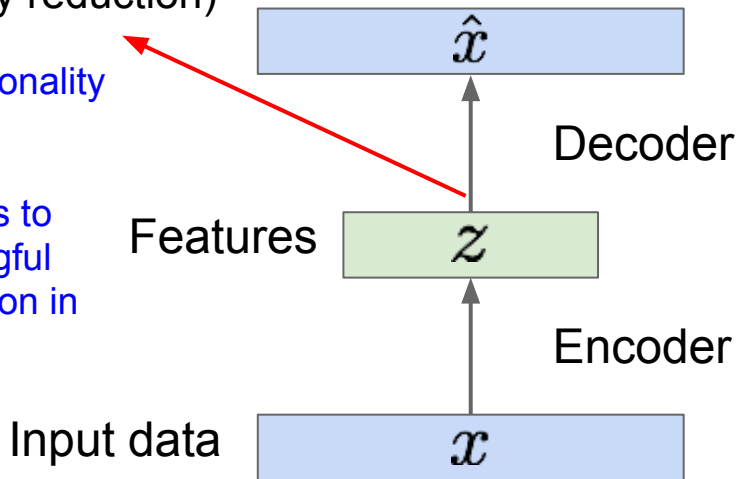 y reduction)
x̂
onality
Decoder
s to
Features
z
gful
on in
Encoder
Input data
x